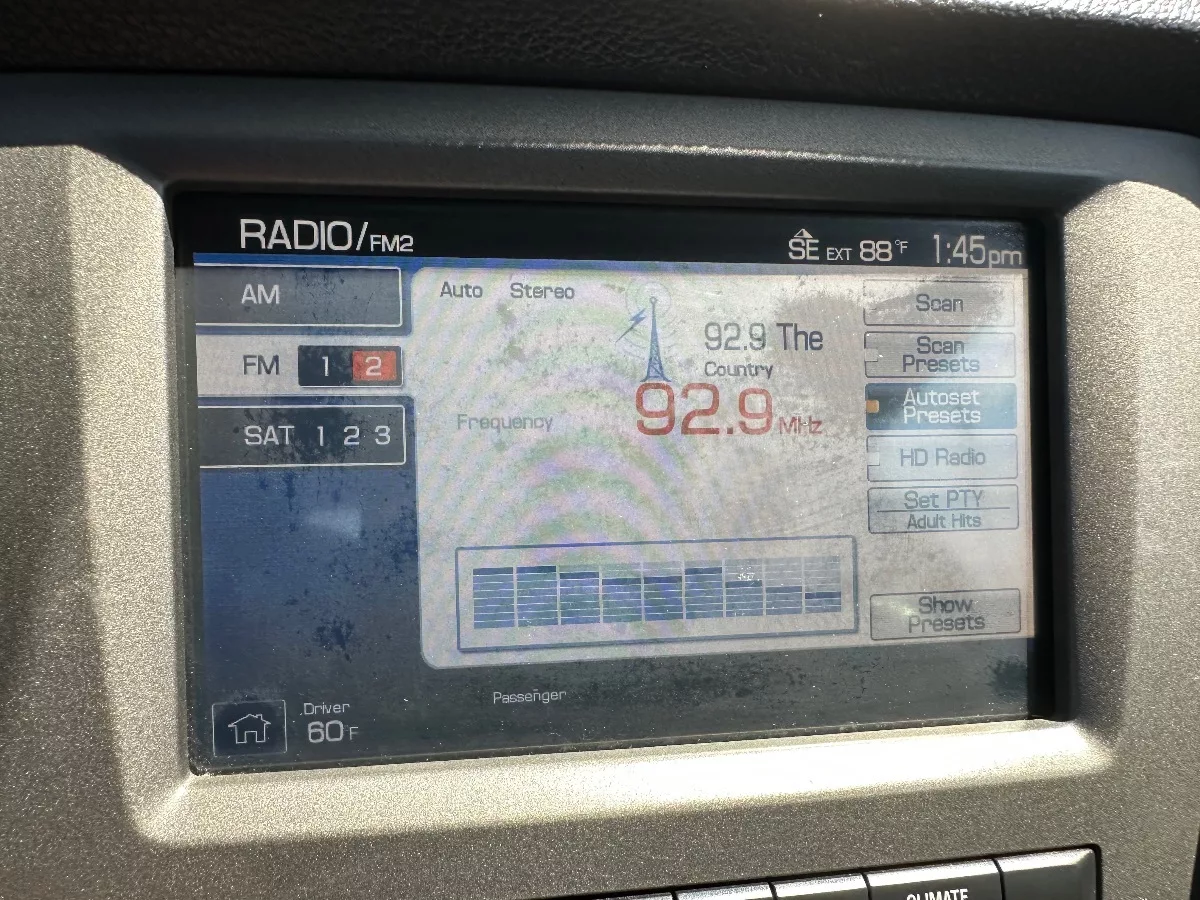 RADIO/FM2
SE EXT 88°F 1:45pm
AM
FM 1 2
SAT 1 2 3
Auto Stereo
92.9 The
Country
Frequency
92.9 MHz
Scan
Scan
Presets
Autoset
Presets
HD Radio
Set PTY
Adult Hits
Show
Presets
Driver
60°F
Passenger
CLIMATE